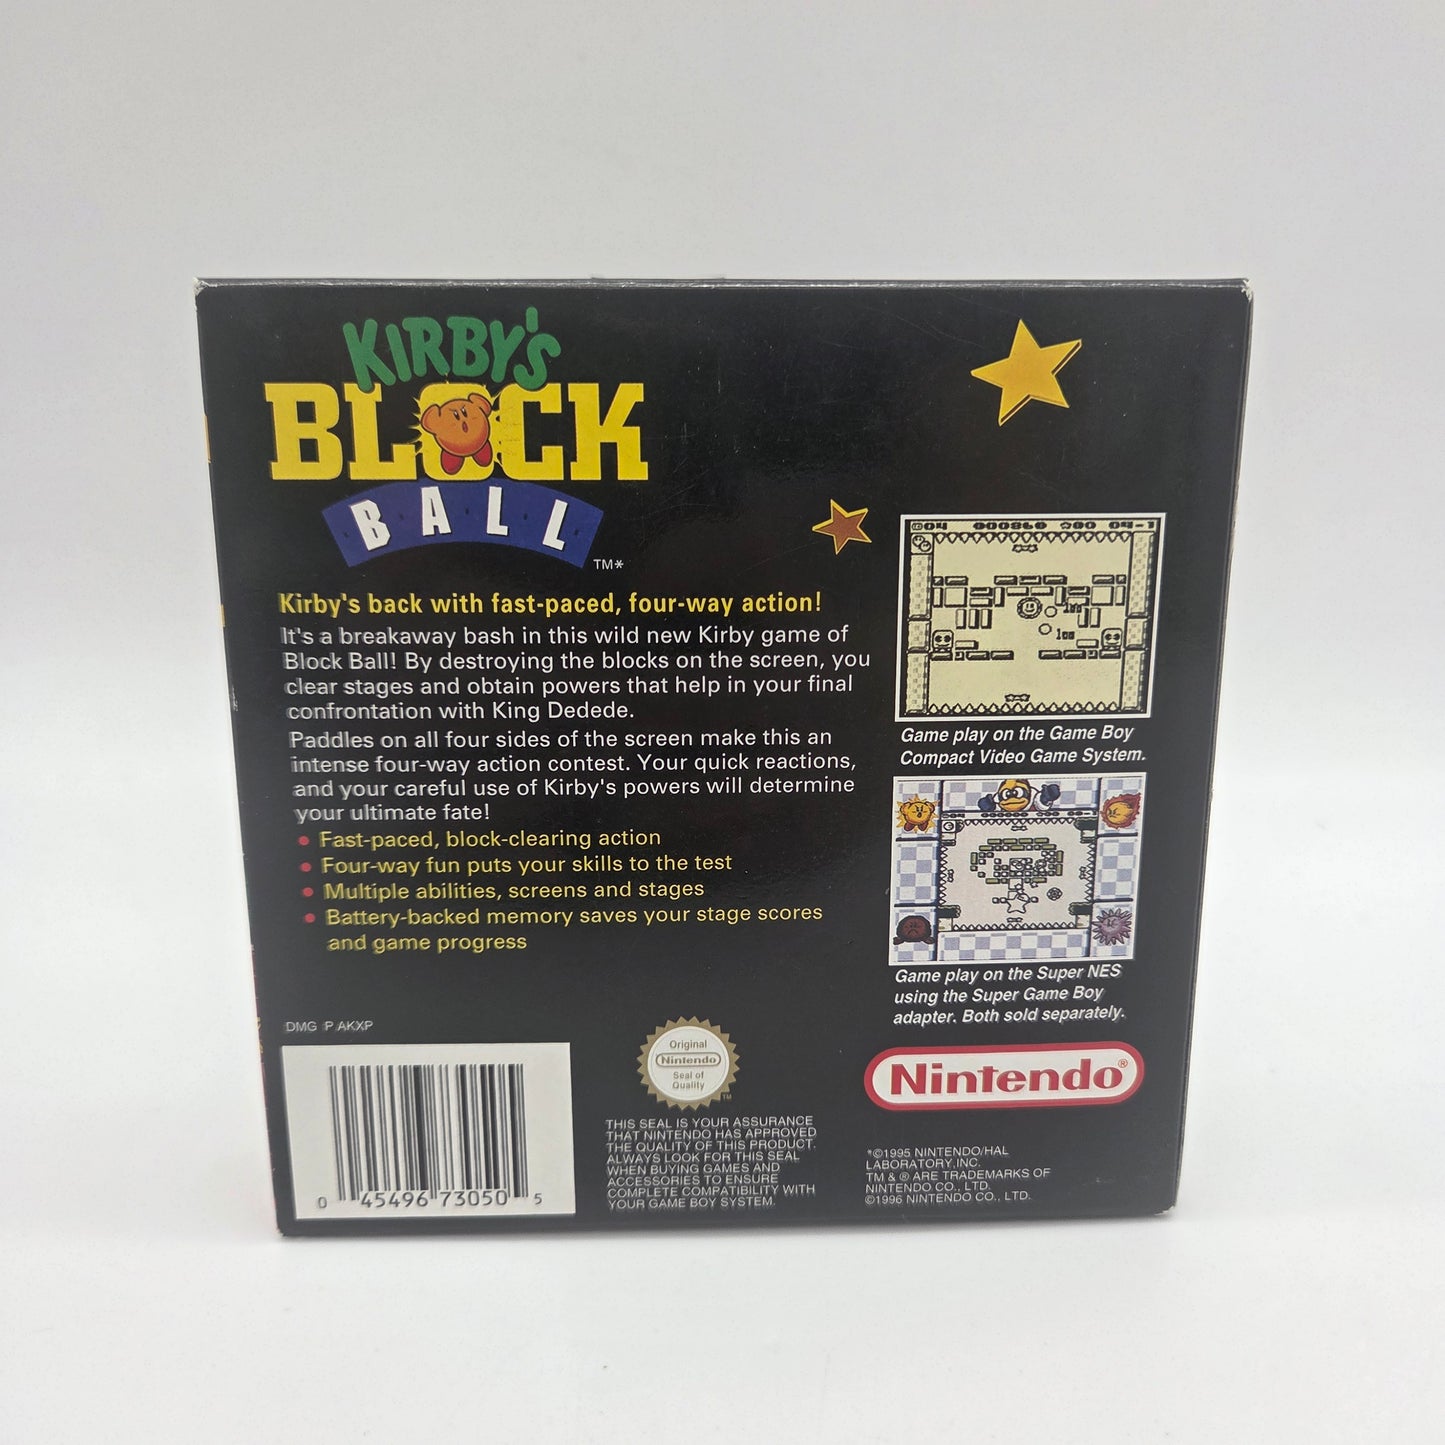 KIRBY'S
BLOCK
BALL
TM*
Kirby's back with fast-paced, four-way action!
It's a breakaway bash in this wild new Kirby game of
Block Ball! By destroying the blocks on the screen, you
clear stages and obtain powers that help in your final
confrontation with King Dedede.
Paddles on all four sides of the screen make this an
intense four-way action contest. Your quick reactions,
and your careful use of Kirby's powers will determine
your ultimate fate!
• Fast-paced, block-clearing action
• Four-way fun puts your skills to the test
• Multiple abilities, screens and stages
• Battery-backed memory saves your stage scores
and game progress
04 000860 ☆00 04-1
100
100
Game play on the Game Boy
Compact Video Game System.
Game play on the Super NES
using the Super Game Boy
adapter. Both sold separately.
DMG P AKXP
0 45496 73050 5
Original
Nintendo
Seal of
Quality
TM
THIS SEAL IS YOUR ASSURANCE
THAT NINTENDO HAS APPROVED
THE QUALITY OF THIS PRODUCT.
ALWAYS LOOK FOR THIS SEAL
WHEN BUYING GAMES AND
ACCESSORIES TO ENSURE
COMPLETE COMPATIBILITY WITH
YOUR GAME BOY SYSTEM.
Nintendo®
*©1995 NINTENDO/HAL
LABORATORY,INC.
TM & ® ARE TRADEMARKS OF
NINTENDO CO., LTD.
©1996 NINTENDO CO., LTD.